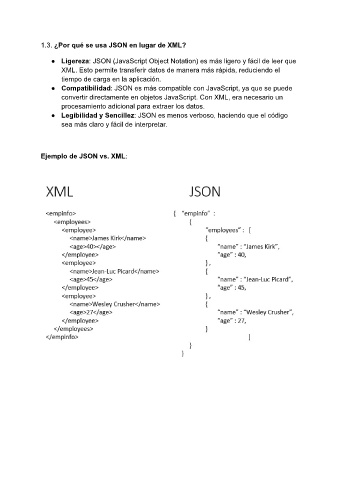 1.3. ¿Por qué se usa JSON en lugar de XML?
● Ligereza: JSON (JavaScript Object Notation) es más ligero y fácil de leer que
XML. Esto permite transferir datos de manera más rápida, reduciendo el
tiempo de carga en la aplicación.
● Compatibilidad: JSON es más compatible con JavaScript, ya que se puede
convertir directamente en objetos JavaScript. Con XML, era necesario un
procesamiento adicional para extraer los datos.
● Legibilidad y Sencillez: JSON es menos verboso, haciendo que el código
sea más claro y fácil de interpretar.
Ejemplo de JSON vs. XML:
XML
<empinfo>
<employees>
<employee>
<name>James Kirk</name>
<age>40></age>
</employee>
<employee>
<name>Jean-Luc Picard</name>
<age>45</age>
</employee>
<employee>
<name>Wesley Crusher</name>
<age>27</age>
</employee>
</employees>
</empinfo>
JSON
{ "empinfo" :
{
"employees" : [
{
"name" : "James Kirk",
"age" : 40,
},
{
"name" : "Jean-Luc Picard",
"age" : 45,
},
{
"name" : "Wesley Crusher",
"age" : 27,
}
]
}
}